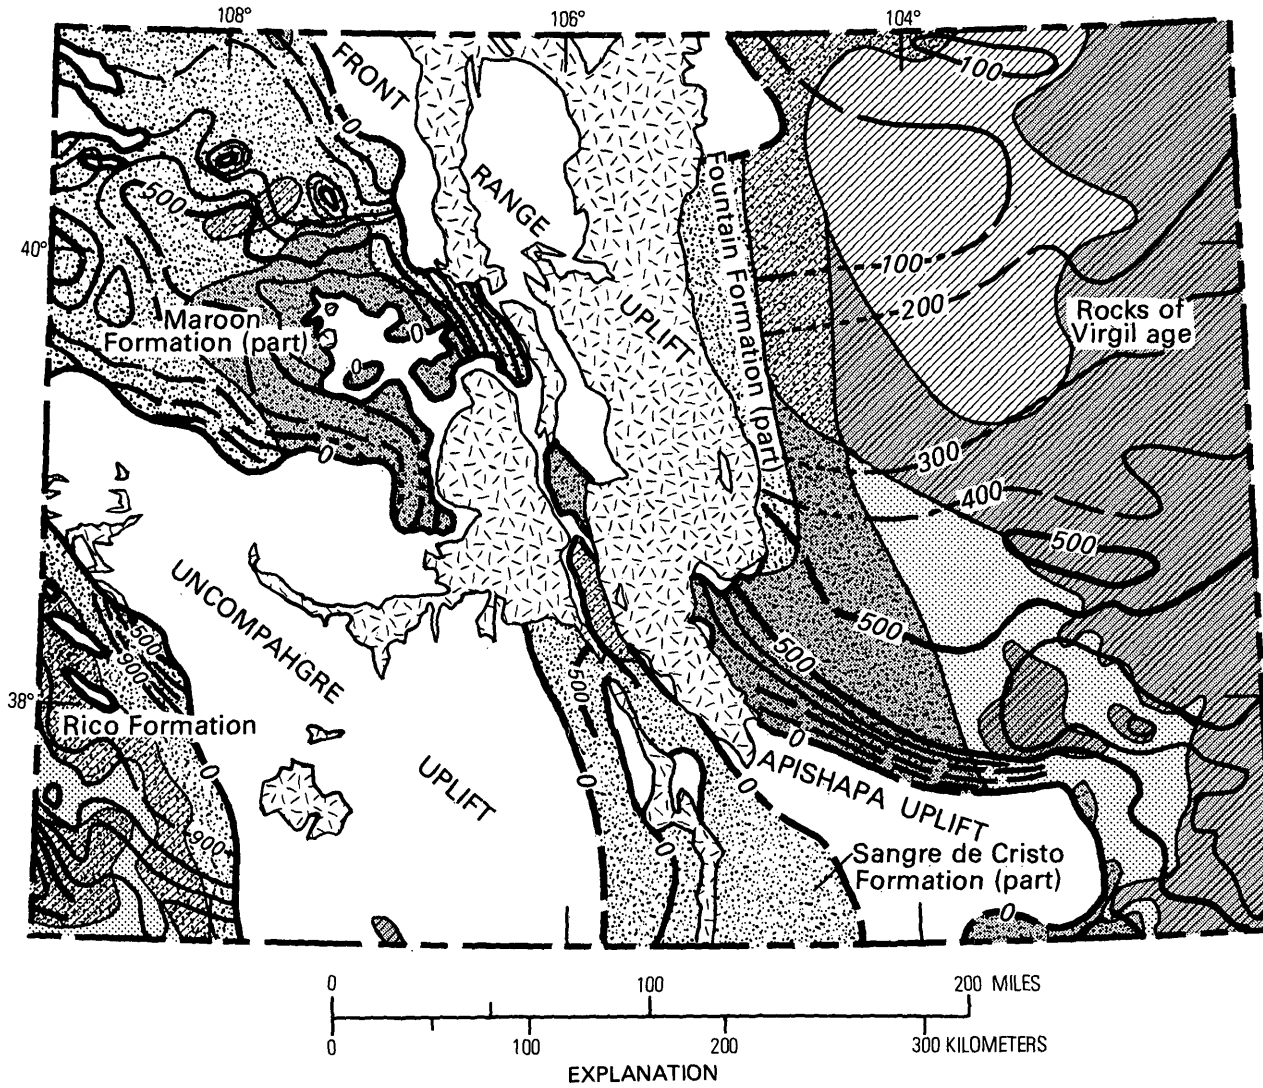 108°
106°
104°
FRONT
RANGE
UPLIFT
0
100
500
40°
Fountain Formation (part)
100
200
Maroon
Formation (part)
0
0
0
Rocks of
Virgil age
300
400
500
UNCOMPAHGRE
UPLIFT
500
900
500
500
500
38°
Rico Formation
0
0
0
0
APISHAPA UPLIFT
900
0
Sangre de Cristo
Formation (part)
0
0 100 200 MILES
0 100 200 300 KILOMETERS
EXPLANATION